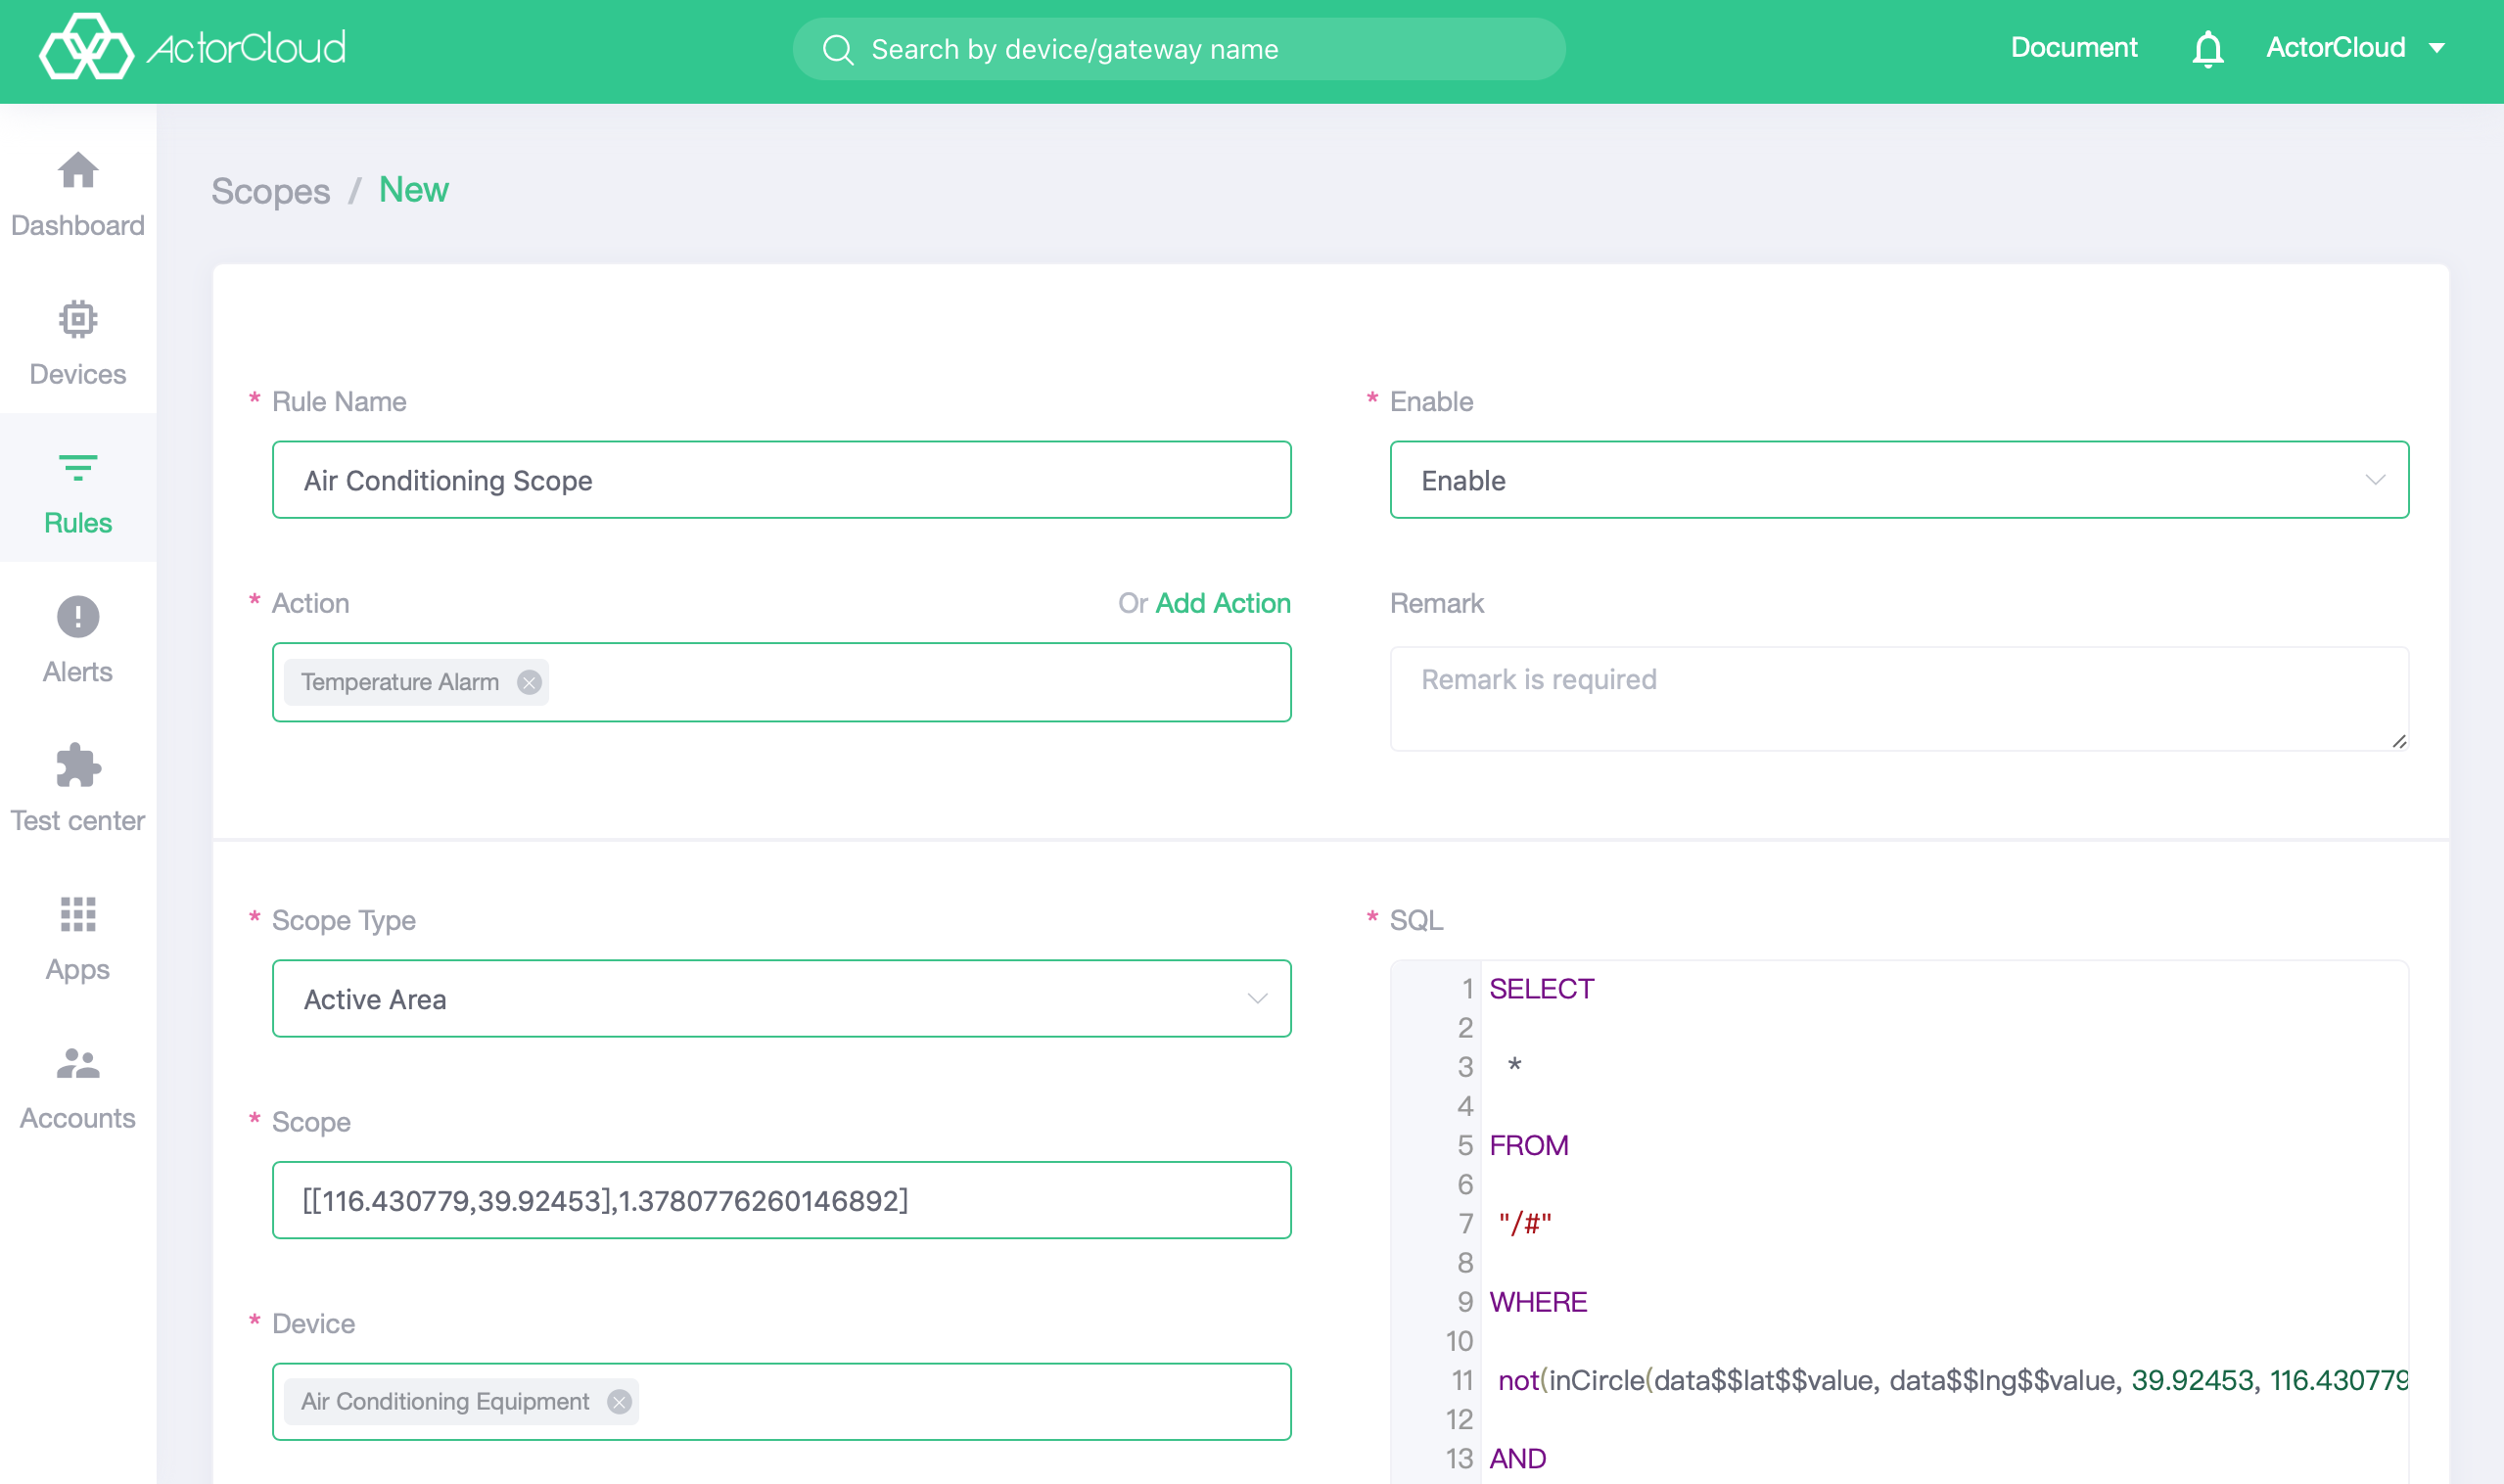 ActorCloud
Search by device/gateway name
Document
ActorCloud
Dashboard
Devices
Rules
Alerts
Test center
Apps
Accounts
Scopes / New
* Rule Name
Air Conditioning Scope
* Enable
Enable
* Action
Or Add Action
Temperature Alarm
Remark
Remark is required
* Scope Type
Active Area
* Scope
[[116.430779,39.92453],1.3780776260146892]
* Device
Air Conditioning Equipment
* SQL
1 SELECT
2
3 *
4
5 FROM
6
7 "/#"
8
9 WHERE
10
11 not(inCircle(data$$lat$$value, data$$lng$$value, 39.92453, 116.430779
12
13 AND